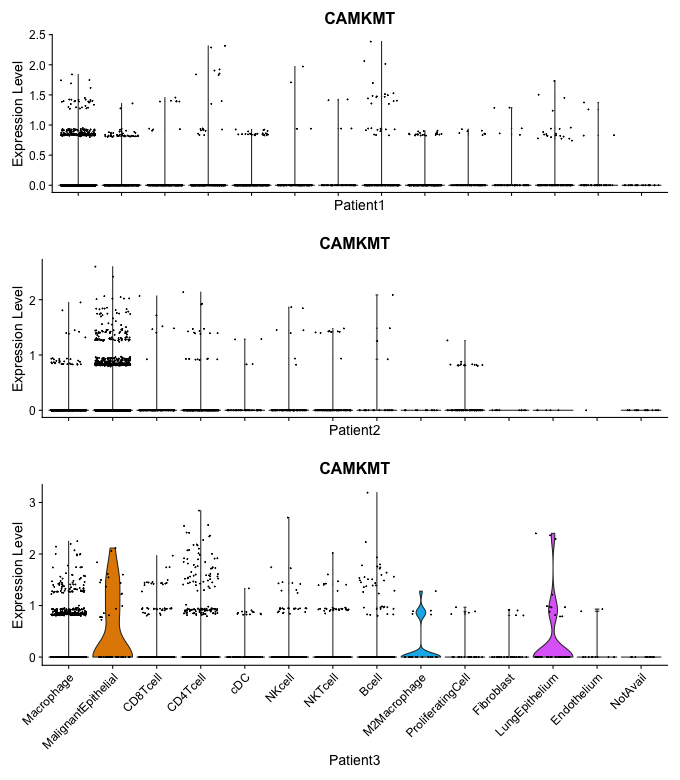 CAMKMT
Expression Level
2.5
2.0
1.5
1.0
0.5
0.0
Patient1
CAMKMT
Expression Level
2
1
0
Patient2
CAMKMT
Expression Level
3
2
1
0
Macrophage
MalignantEpithelial
CD8Tcell
CD4Tcell
cDC
NKcell
NKTcell
Bcell
M2Macrophage
ProliferatingCell
Fibroblast
LungEpithelium
Endothelium
NotAvail
Patient3